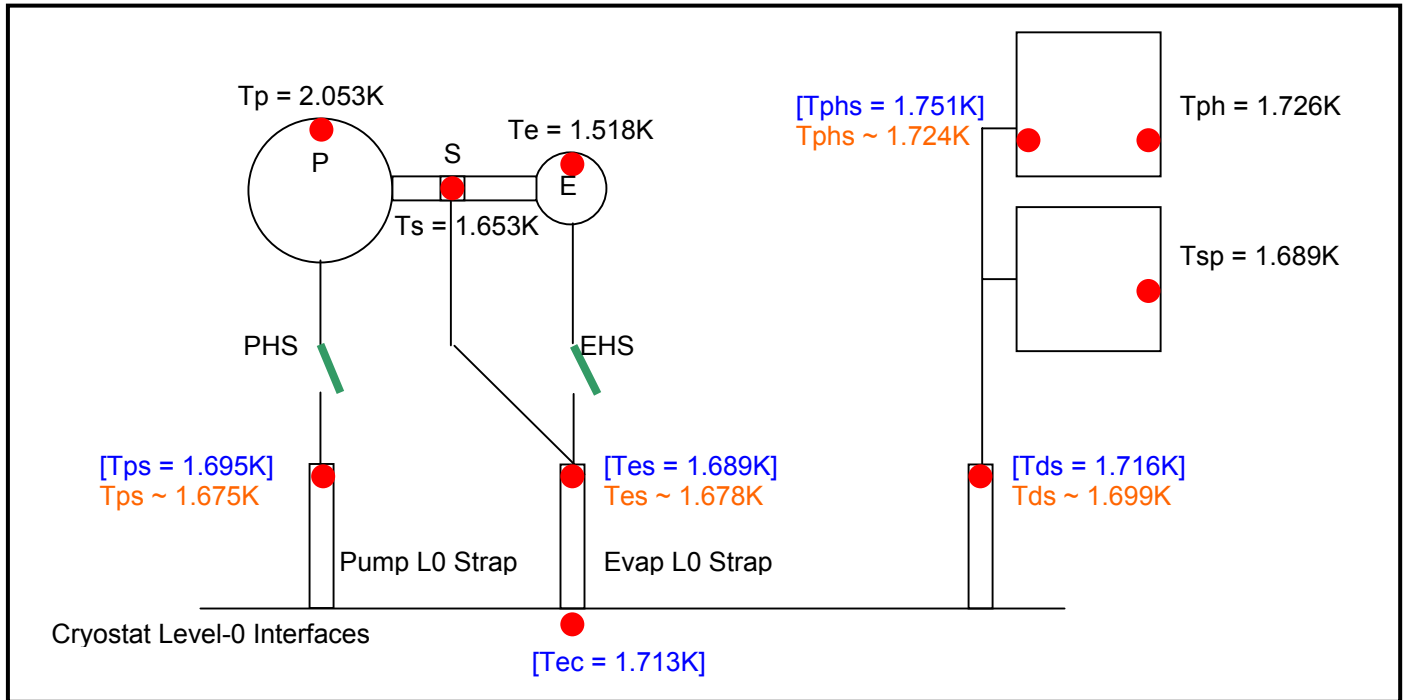 Tp = 2.053K
P
S
Te = 1.518K
E
Ts = 1.653K
[Tphs = 1.751K]
Tphs ~ 1.724K
Tph = 1.726K
Tsp = 1.689K
PHS
EHS
[Tps = 1.695K]
Tps ~ 1.675K
[Tes = 1.689K]
Tes ~ 1.678K
[Tds = 1.716K]
Tds ~ 1.699K
Pump L0 Strap
Evap L0 Strap
Cryostat Level-0 Interfaces
[Tec = 1.713K]